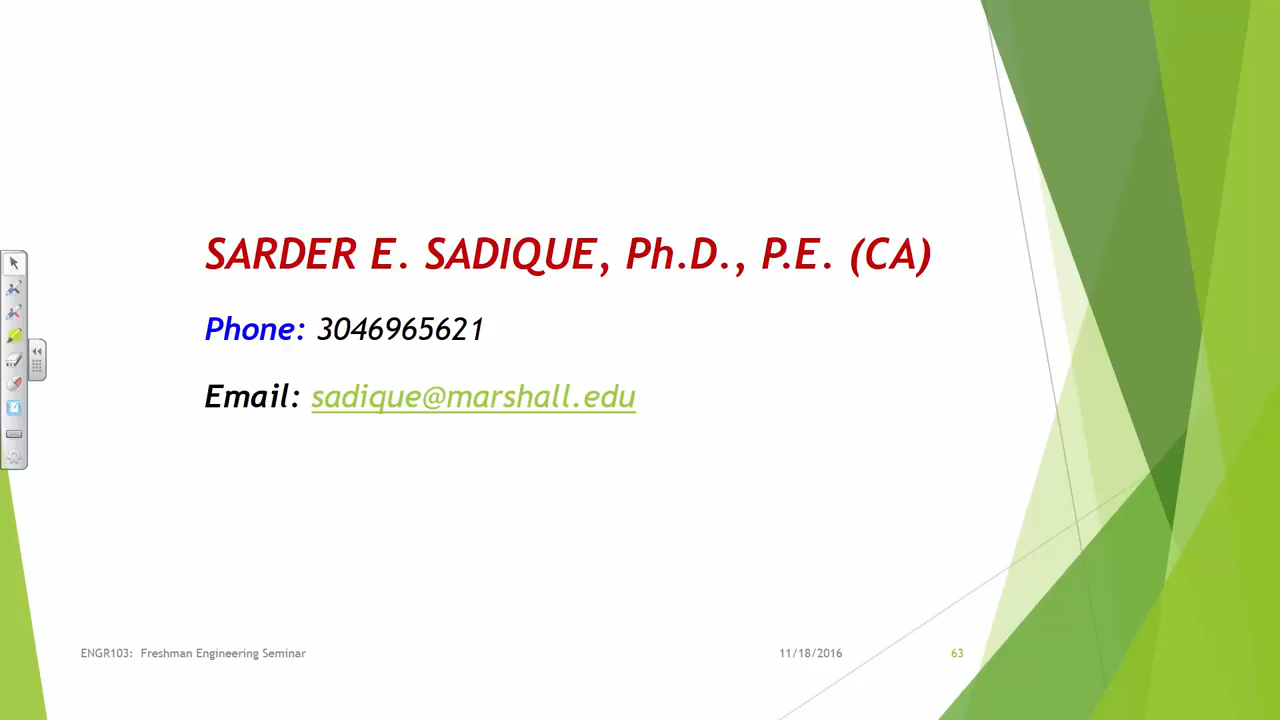 SARDER E. SADIQUE, Ph.D., P.E. (CA)
Phone: 3046965621
Email: sadique@marshall.edu
ENGR103: Freshman Engineering Seminar
11/18/2016
63